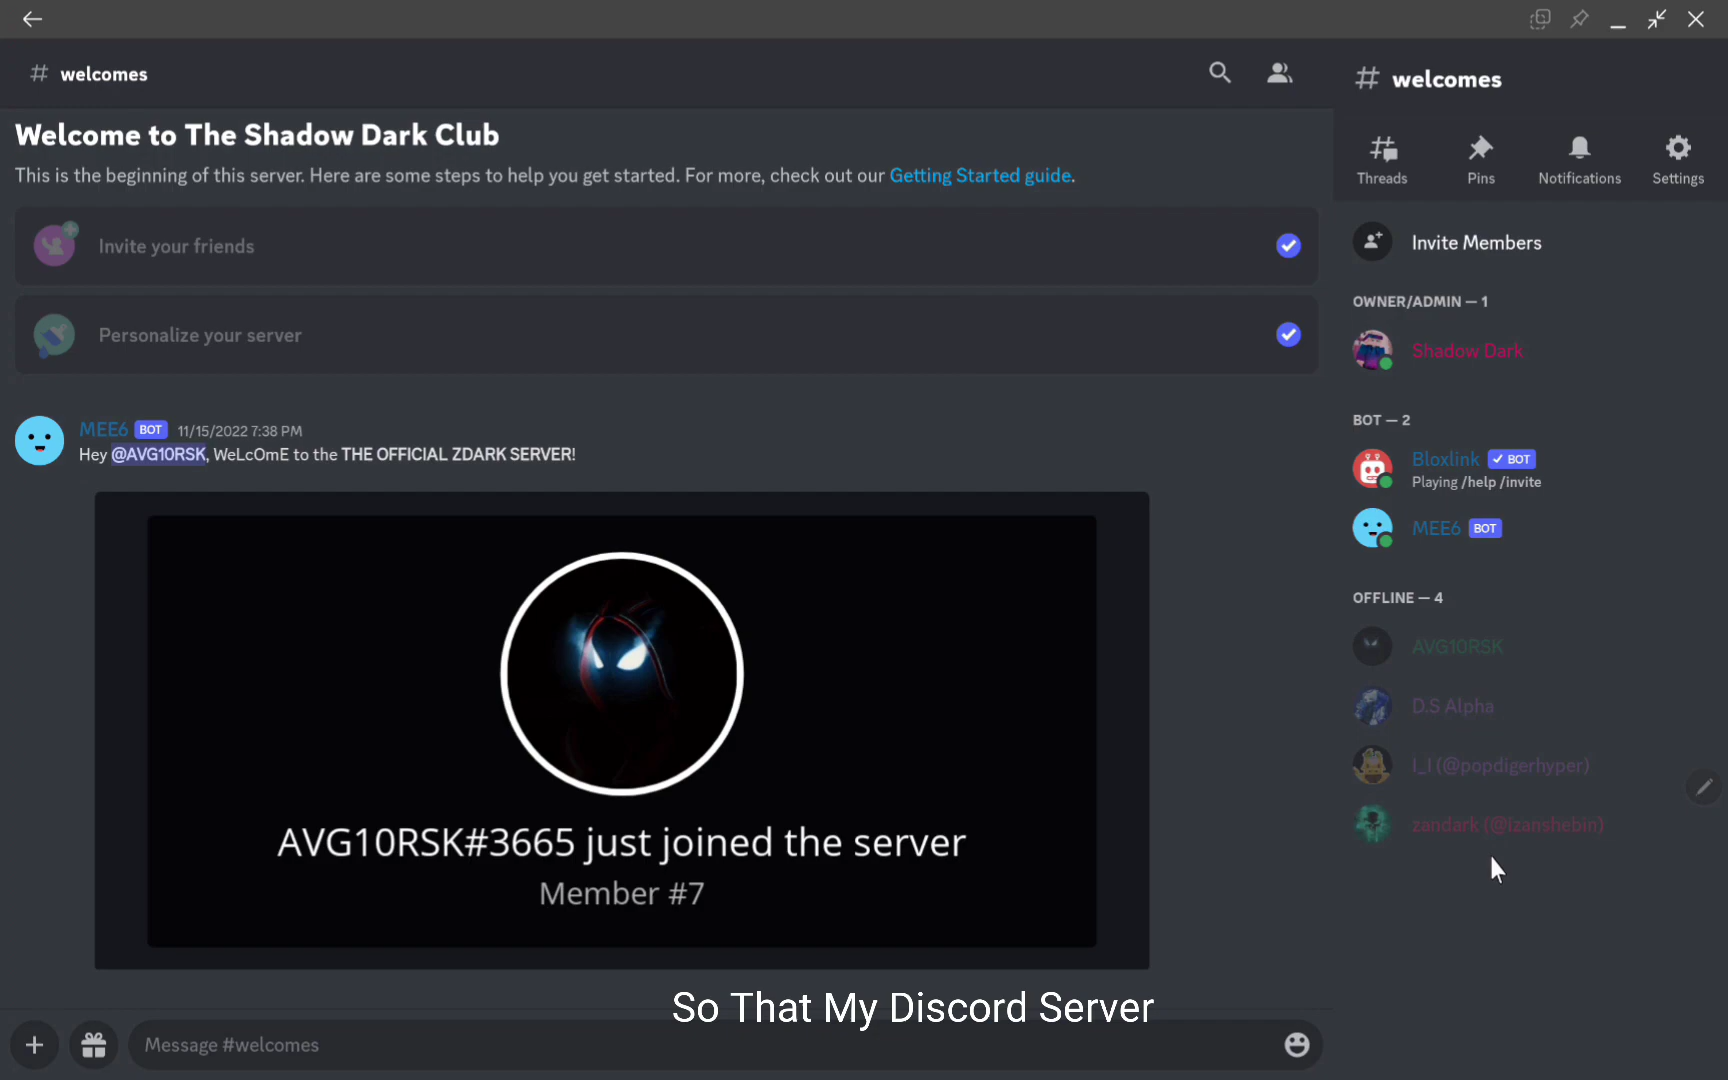 # welcomes
Welcome to The Shadow Dark Club
This is the beginning of this server. Here are some steps to help you get started. For more, check out our Getting Started guide.
Invite your friends
Personalize your server
MEE6 BOT 11/15/2022 7:38 PM
Hey @AVG10RSK, WeLcOmE to the THE OFFICIAL ZDARK SERVER!
AVG10RSK#3665 just joined the server
Member #7
So That My Discord Server
Message #welcomes
# welcomes
Threads
Pins
Notifications
Settings
Invite Members
OWNER/ADMIN — 1
Shadow Dark
BOT — 2
Bloxlink BOT
Playing /help /invite
MEE6 BOT
OFFLINE — 4
AVG10RSK
D.S Alpha
I_I (@popdigerhyper)
zandark (@izanshebin)